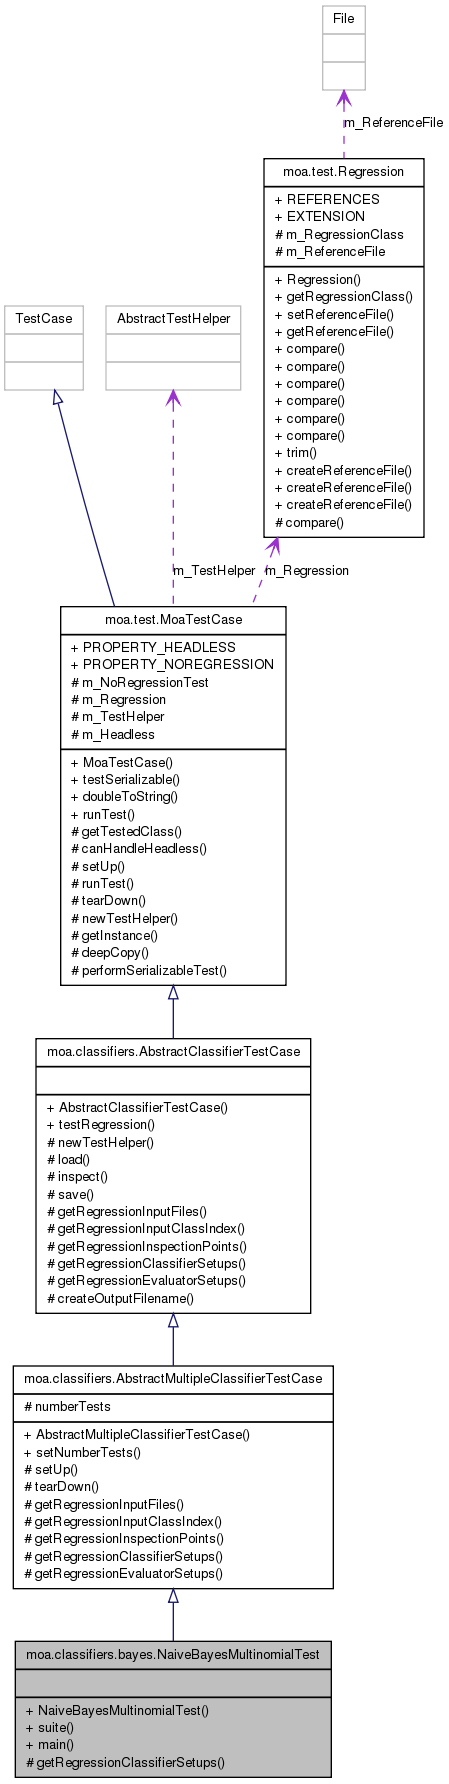 File
m_ReferenceFile
moa.test.Regression
+ REFERENCES
+ EXTENSION
# m_RegressionClass
# m_ReferenceFile
+ Regression()
+ getRegressionClass()
+ setReferenceFile()
+ getReferenceFile()
+ compare()
+ compare()
+ compare()
+ compare()
+ compare()
+ compare()
+ trim()
+ createReferenceFile()
+ createReferenceFile()
+ createReferenceFile()
# compare()
TestCase
AbstractTestHelper
m_TestHelper
m_Regression
moa.test.MoaTestCase
+ PROPERTY_HEADLESS
+ PROPERTY_NOREGRESSION
# m_NoRegressionTest
# m_Regression
# m_TestHelper
# m_Headless
+ MoaTestCase()
+ testSerializable()
+ doubleToString()
+ runTest()
# getTestedClass()
# canHandleHeadless()
# setUp()
# runTest()
# tearDown()
# newTestHelper()
# getInstance()
# deepCopy()
# performSerializableTest()
moa.classifiers.AbstractClassifierTestCase
+ AbstractClassifierTestCase()
+ testRegression()
# newTestHelper()
# load()
# inspect()
# save()
# getRegressionInputFiles()
# getRegressionInputClassIndex()
# getRegressionInspectionPoints()
# getRegressionClassifierSetups()
# getRegressionEvaluatorSetups()
# createOutputFilename()
moa.classifiers.AbstractMultipleClassifierTestCase
# numberTests
+ AbstractMultipleClassifierTestCase()
+ setNumberTests()
# setUp()
# tearDown()
# getRegressionInputFiles()
# getRegressionInputClassIndex()
# getRegressionInspectionPoints()
# getRegressionClassifierSetups()
# getRegressionEvaluatorSetups()
moa.classifiers.bayes.NaiveBayesMultinomialTest
+ NaiveBayesMultinomialTest()
+ suite()
+ main()
# getRegressionClassifierSetups()